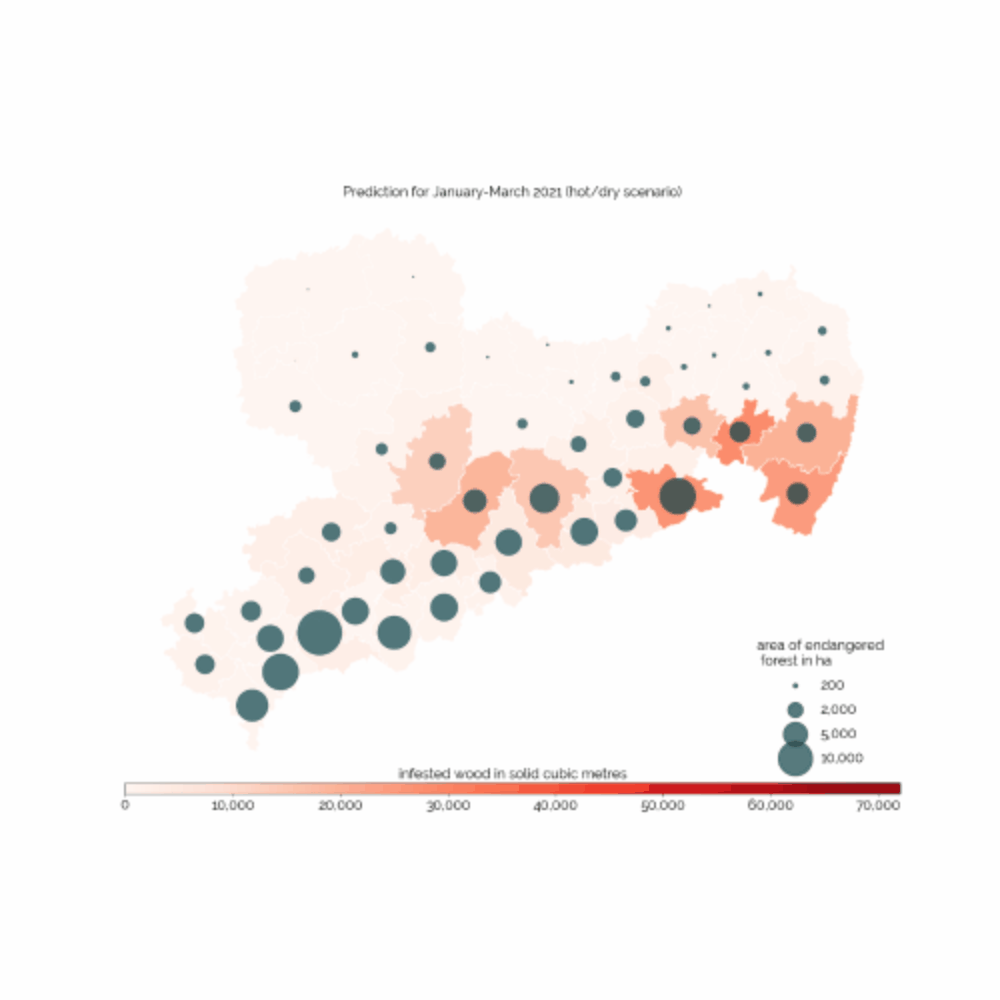 Prediction for January-March 2021 (hot/dry scenario)
area of endangered
forest in ha
200
2,000
5,000
10,000
infested wood in solid cubic metres
0 10,000 20,000 30,000 40,000 50,000 60,000 70,000